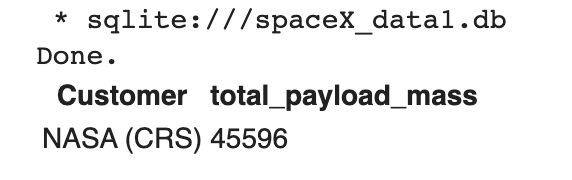 * sqlite:///spaceX_data1.db
Done.
Customer total_payload_mass
NASA (CRS) 45596